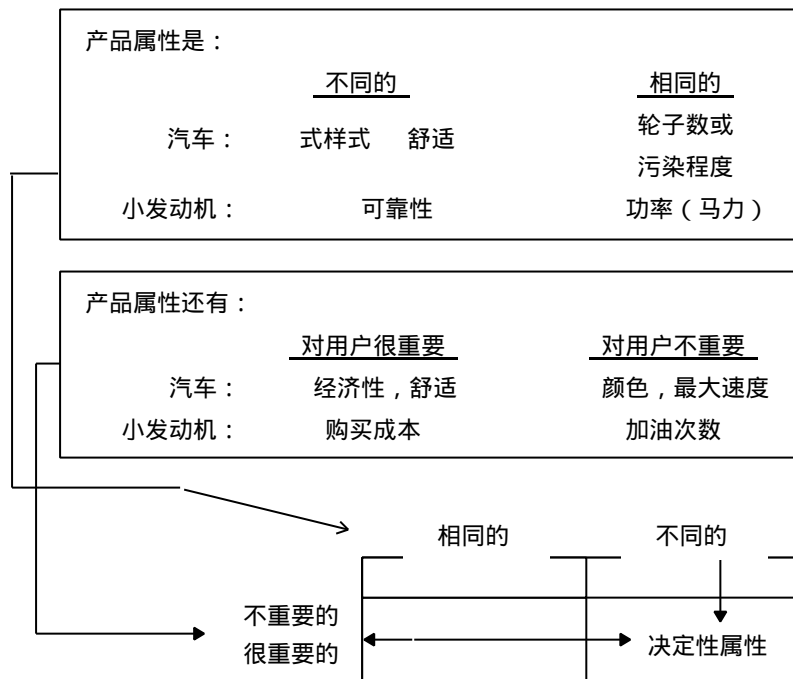 产品属性是：
不同的 相同的
汽车： 式样式 舒适 轮子数或
污染程度
小发动机： 可靠性 功率（马力）
产品属性还有：
对用户很重要 对用户不重要
汽车： 经济性，舒适 颜色，最大速度
小发动机： 购买成本 加油次数
相同的 不同的
不重要的
很重要的 决定性属性